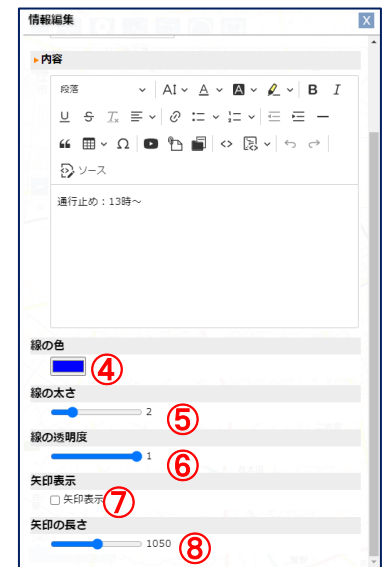 情報編集 X
▸内容
段落 AI A A B I
U S Tx
“ Ω
ソース
通行止め：13時～
線の色
④
線の太さ
2
⑤
線の透明度
1
⑥
矢印表示
矢印表示
⑦
矢印の長さ
1050
⑧